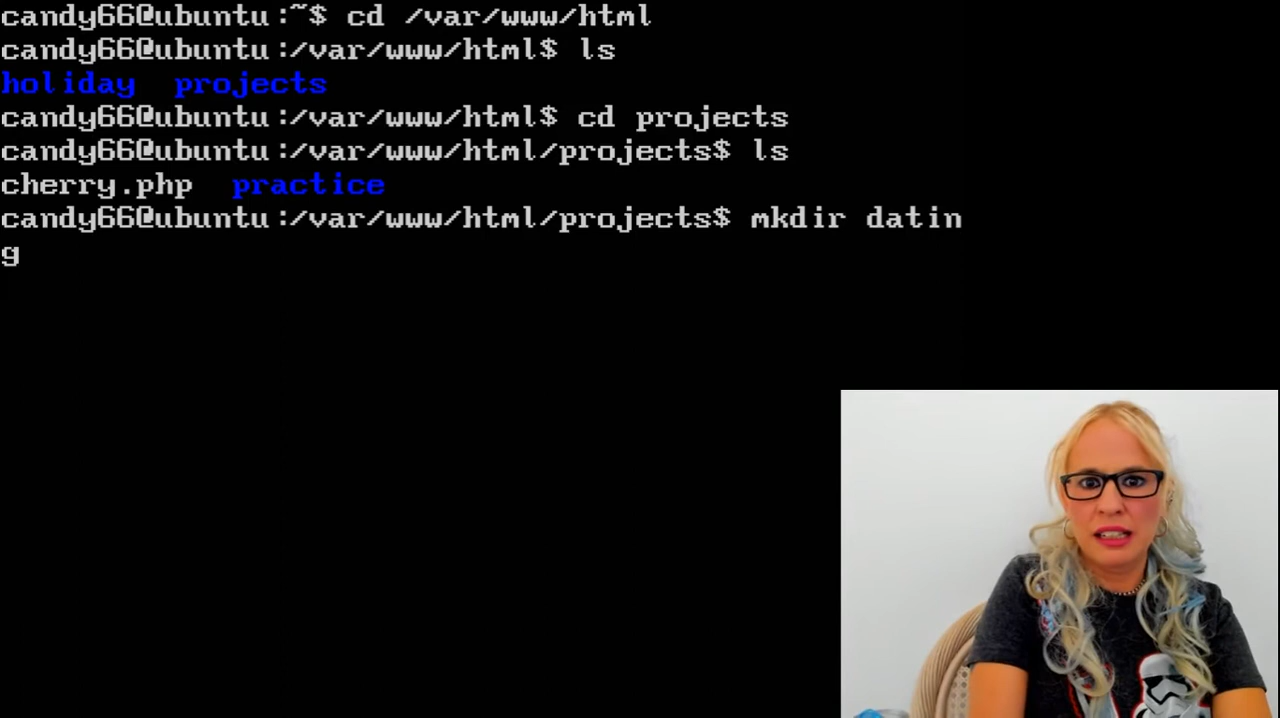 candy66@ubuntu:~$ cd /var/www/html
candy66@ubuntu:/var/www/html$ ls
holiday  projects
candy66@ubuntu:/var/www/html$ cd projects
candy66@ubuntu:/var/www/html/projects$ ls
cherry.php  practice
candy66@ubuntu:/var/www/html/projects$ mkdir datin
g